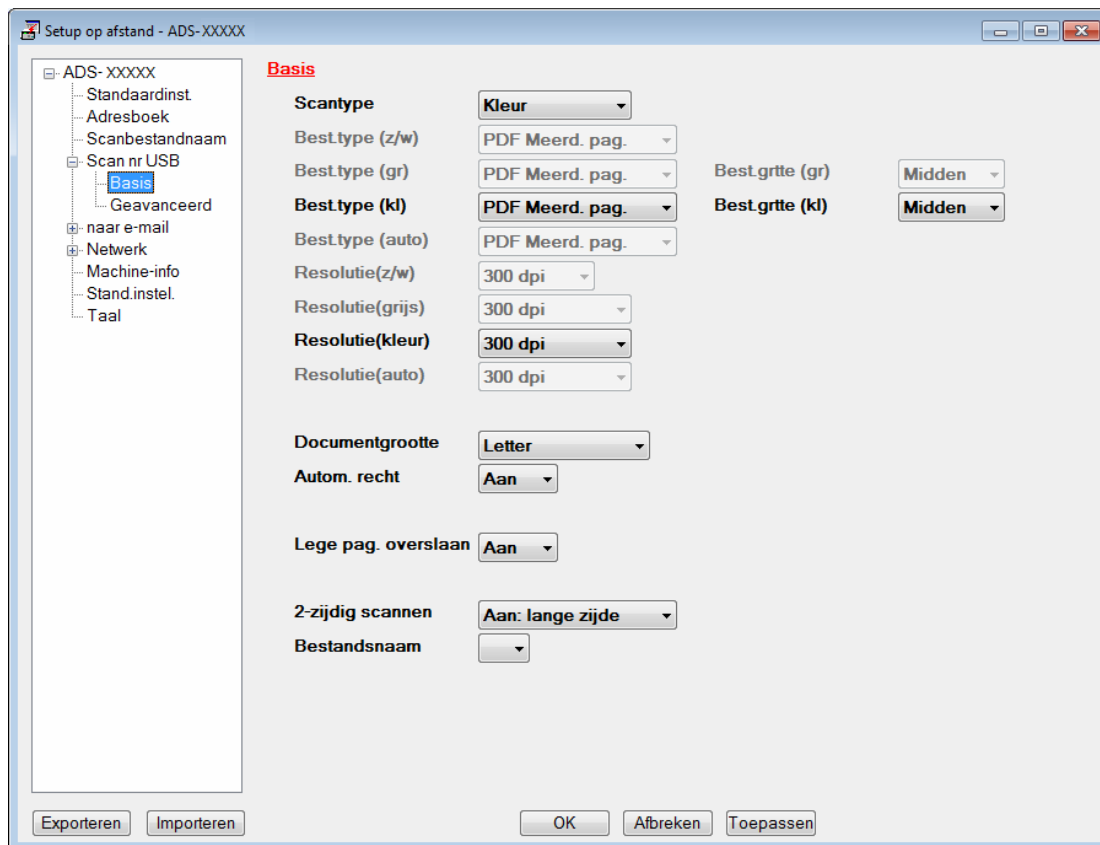 Setup op afstand - ADS-XXXXX
ADS- XXXXX
Standaardinst.
Adresboek
Scanbestandnaam
Scan nr USB
Basis
Geavanceerd
naar e-mail
Netwerk
Machine-info
Stand.instel.
Taal
Basis
Scantype Kleur
Best.type (z/w) PDF Meerd. pag.
Best.type (gr) PDF Meerd. pag. Best.grtte (gr) Midden
Best.type (kl) PDF Meerd. pag. Best.grtte (kl) Midden
Best.type (auto) PDF Meerd. pag.
Resolutie(z/w) 300 dpi
Resolutie(grijs) 300 dpi
Resolutie(kleur) 300 dpi
Resolutie(auto) 300 dpi
Documentgrootte Letter
Autom. recht Aan
Lege pag. overslaan Aan
2-zijdig scannen Aan: lange zijde
Bestandsnaam
Exporteren Importeren OK Afbreken Toepassen